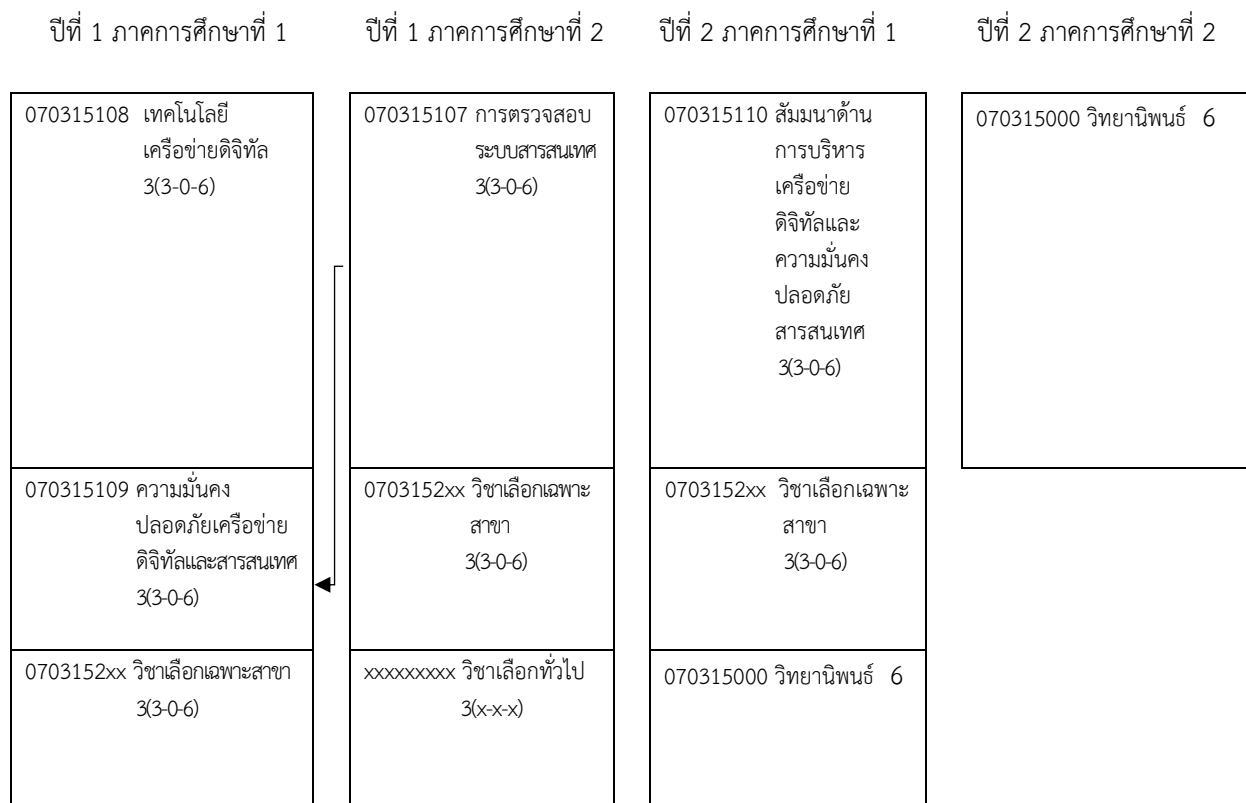 ปีที่ 1 ภาคการศึกษาที่ 1
ปีที่ 1 ภาคการศึกษาที่ 2
ปีที่ 2 ภาคการศึกษาที่ 1
ปีที่ 2 ภาคการศึกษาที่ 2
070315108 เทคโนโลยี
เครือข่ายดิจิทัล
3(3-0-6)
070315109 ความมั่นคง
ปลอดภัยเครือข่าย
ดิจิทัลและสารสนเทศ
3(3-0-6)
0703152xx วิชาเลือกเฉพาะสาขา
3(3-0-6)
070315107 การตรวจสอบ
ระบบสารสนเทศ
3(3-0-6)
0703152xx วิชาเลือกเฉพาะ
สาขา
3(3-0-6)
xxxxxxxxx วิชาเลือกทั่วไป
3(x-x-x)
070315110 สัมมนาด้าน
การบริหาร
เครือข่าย
ดิจิทัลและ
ความมั่นคง
ปลอดภัย
สารสนเทศ
3(3-0-6)
0703152xx วิชาเลือกเฉพาะ
สาขา
3(3-0-6)
070315000 วิทยานิพนธ์ 6
070315000 วิทยานิพนธ์ 6